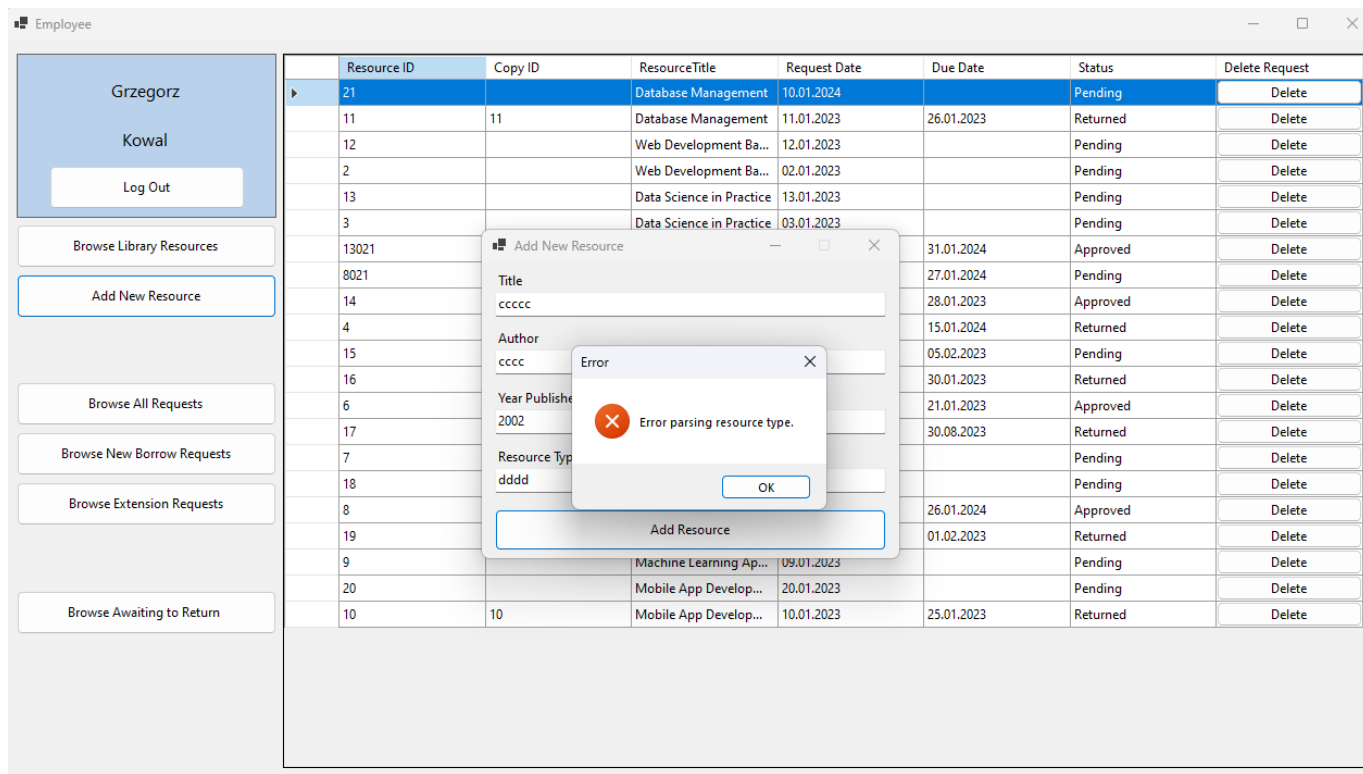 Employee
Grzegorz
Kowal
Log Out
Browse Library Resources
Add New Resource
Browse All Requests
Browse New Borrow Requests
Browse Extension Requests
Browse Awaiting to Return
Resource ID Copy ID ResourceTitle Request Date Due Date Status Delete Request
21 Database Management 10.01.2024 Pending Delete
11 11 Database Management 11.01.2023 26.01.2023 Returned Delete
12 Web Development Ba... 12.01.2023 Pending Delete
2 Web Development Ba... 02.01.2023 Pending Delete
13 Data Science in Practice 13.01.2023 Pending Delete
3 Data Science in Practice 03.01.2023 Pending Delete
13021 31.01.2024 Approved Delete
8021 27.01.2024 Pending Delete
14 28.01.2023 Approved Delete
4 15.01.2024 Returned Delete
15 05.02.2023 Pending Delete
16 30.01.2023 Returned Delete
6 21.01.2023 Approved Delete
17 30.08.2023 Returned Delete
7 Pending Delete
18 Pending Delete
8 26.01.2024 Approved Delete
19 01.02.2023 Returned Delete
9 Machine Learning Ap... 09.01.2023 Pending Delete
20 Mobile App Develop... 20.01.2023 Pending Delete
10 10 Mobile App Develop... 10.01.2023 25.01.2023 Returned Delete
Add New Resource
Title
ccccc
Author
cccc
Year Publishe
2002
Resource Typ
dddd
Add Resource
Error
Error parsing resource type.
OK